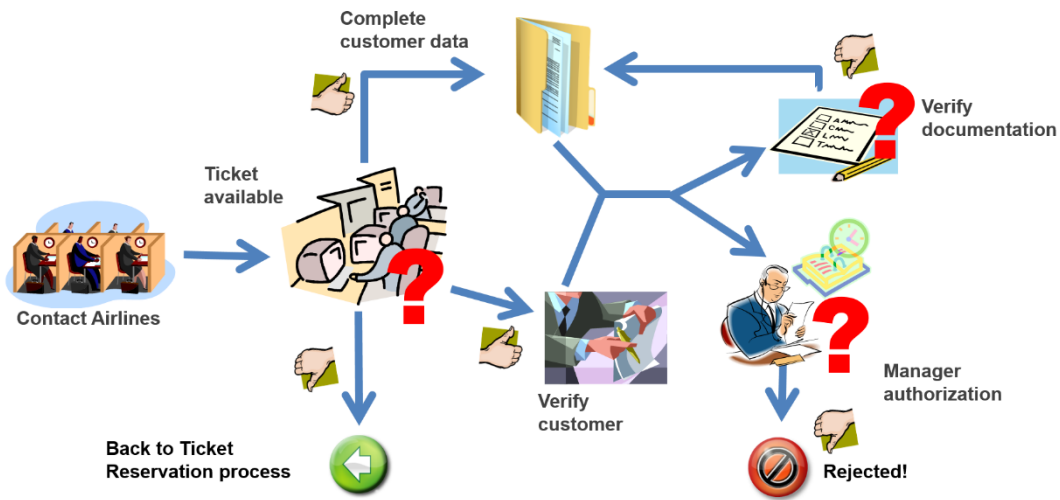 Complete
customer data
Verify
documentation
Ticket
available
Contact Airlines
Verify
customer
Manager
authorization
Back to Ticket
Reservation process
Rejected!
A
C
L
T
?
?
?